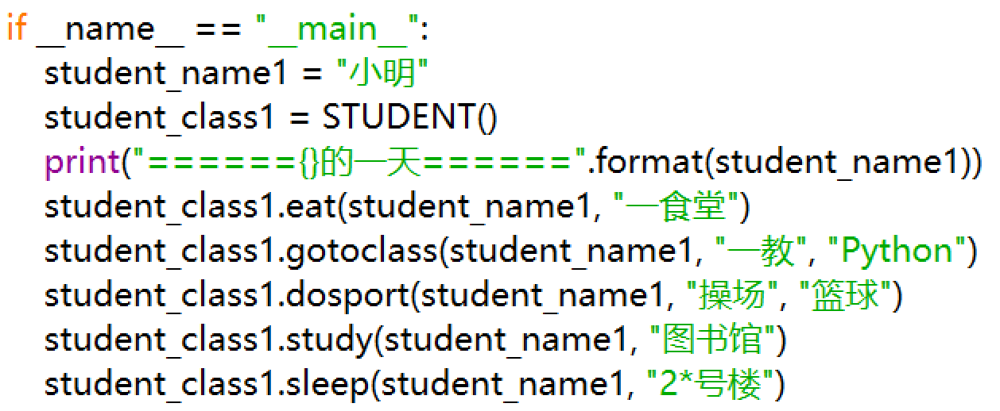 if __name__ == "__main__":
    student_name1 = "小明"
    student_class1 = STUDENT()
    print("======{}的一天======".format(student_name1))
    student_class1.eat(student_name1, "一食堂")
    student_class1.gotoclass(student_name1, "一教", "Python")
    student_class1.dosport(student_name1, "操场", "篮球")
    student_class1.study(student_name1, "图书馆")
    student_class1.sleep(student_name1, "2*号楼")